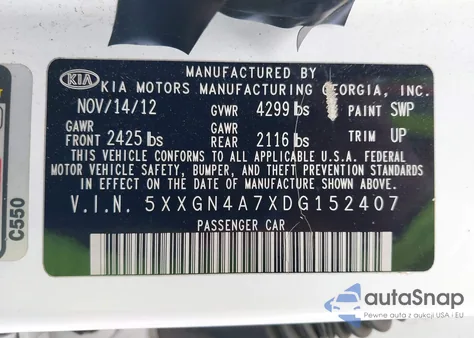 MANUFACTURED BY
KIA
KIA MOTORS MANUFACTURING GEORGIA, INC.
NOV/14/12 GVWR 4299 lbs PAINT SWP
GAWR FRONT 2425 lbs GAWR REAR 2116 lbs TRIM UP
THIS VEHICLE CONFORMS TO ALL APPLICABLE U.S.A. FEDERAL
MOTOR VEHICLE SAFETY, BUMPER, AND THEFT PREVENTION STANDARDS
IN EFFECT ON THE DATE OF MANUFACTURE SHOWN ABOVE.
V.I.N. 5XXGN4A7XDG152407
PASSENGER CAR
C550
autoSnap
Pewne auta z aukcji USA i EU